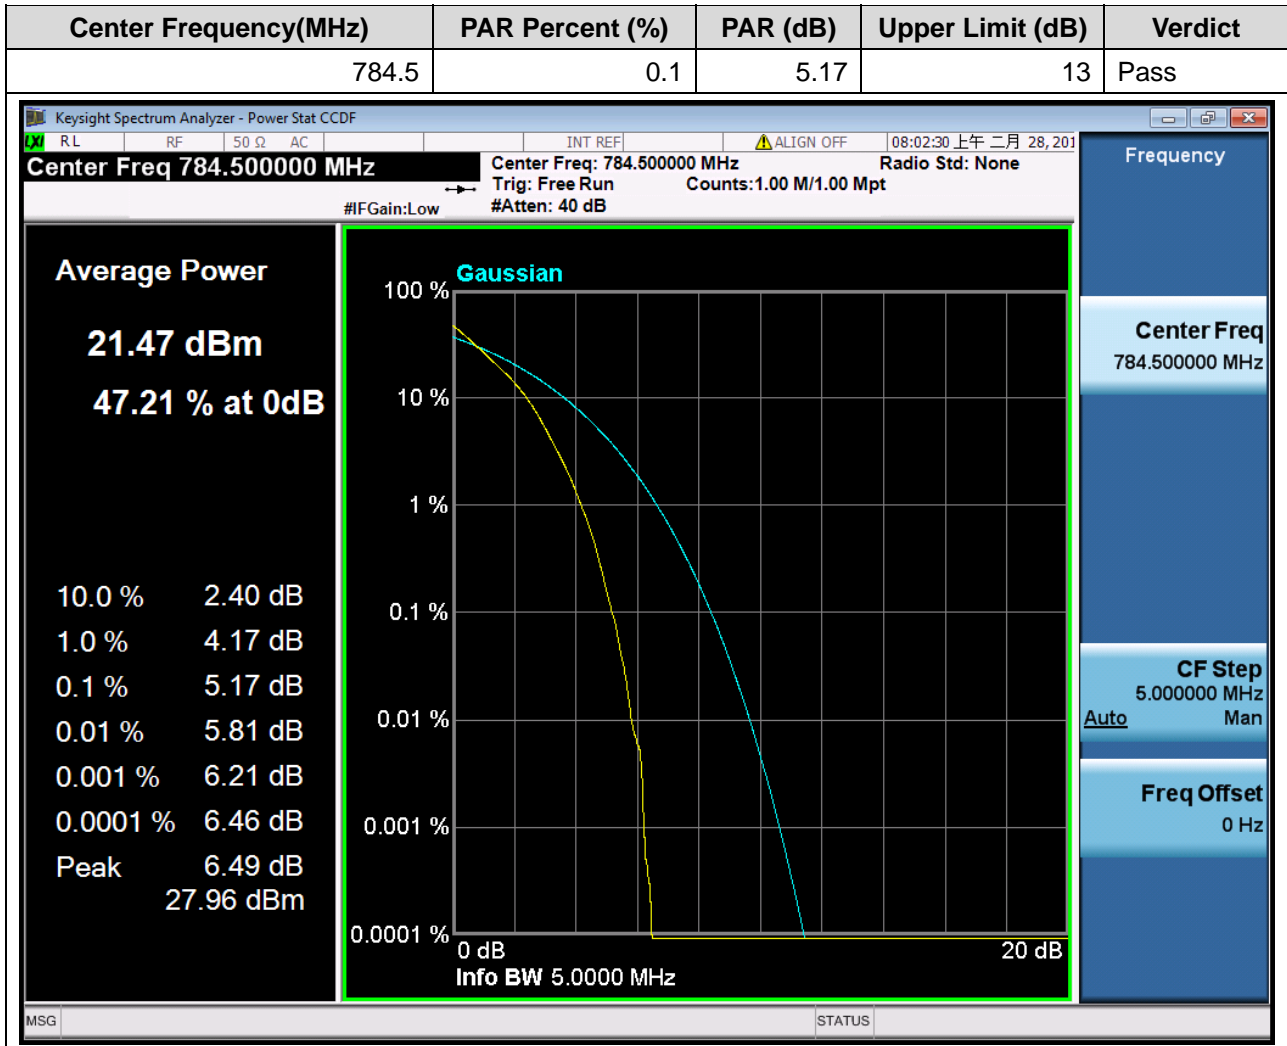 Center Frequency(MHz) PAR Percent (%) PAR (dB) Upper Limit (dB) Verdict
784.5 0.1 5.17 13 Pass
Keysight Spectrum Analyzer - Power Stat CCDF
LXI RL RF 50 Ω AC INT REF ALIGN OFF 08:02:30 上午 二月 28, 201
Center Freq 784.500000 MHz
Center Freq: 784.500000 MHz Radio Std: None
Trig: Free Run Counts:1.00 M/1.00 Mpt
#IFGain:Low #Atten: 40 dB
Average Power
21.47 dBm
47.21 % at 0dB
10.0 % 2.40 dB
1.0 % 4.17 dB
0.1 % 5.17 dB
0.01 % 5.81 dB
0.001 % 6.21 dB
0.0001 % 6.46 dB
Peak 6.49 dB
27.96 dBm
Gaussian
100 %
10 %
1 %
0.1 %
0.01 %
0.001 %
0.0001 %
0 dB 20 dB
Info BW 5.0000 MHz
Frequency
Center Freq
784.500000 MHz
CF Step
5.000000 MHz
Auto Man
Freq Offset
0 Hz
MSG STATUS